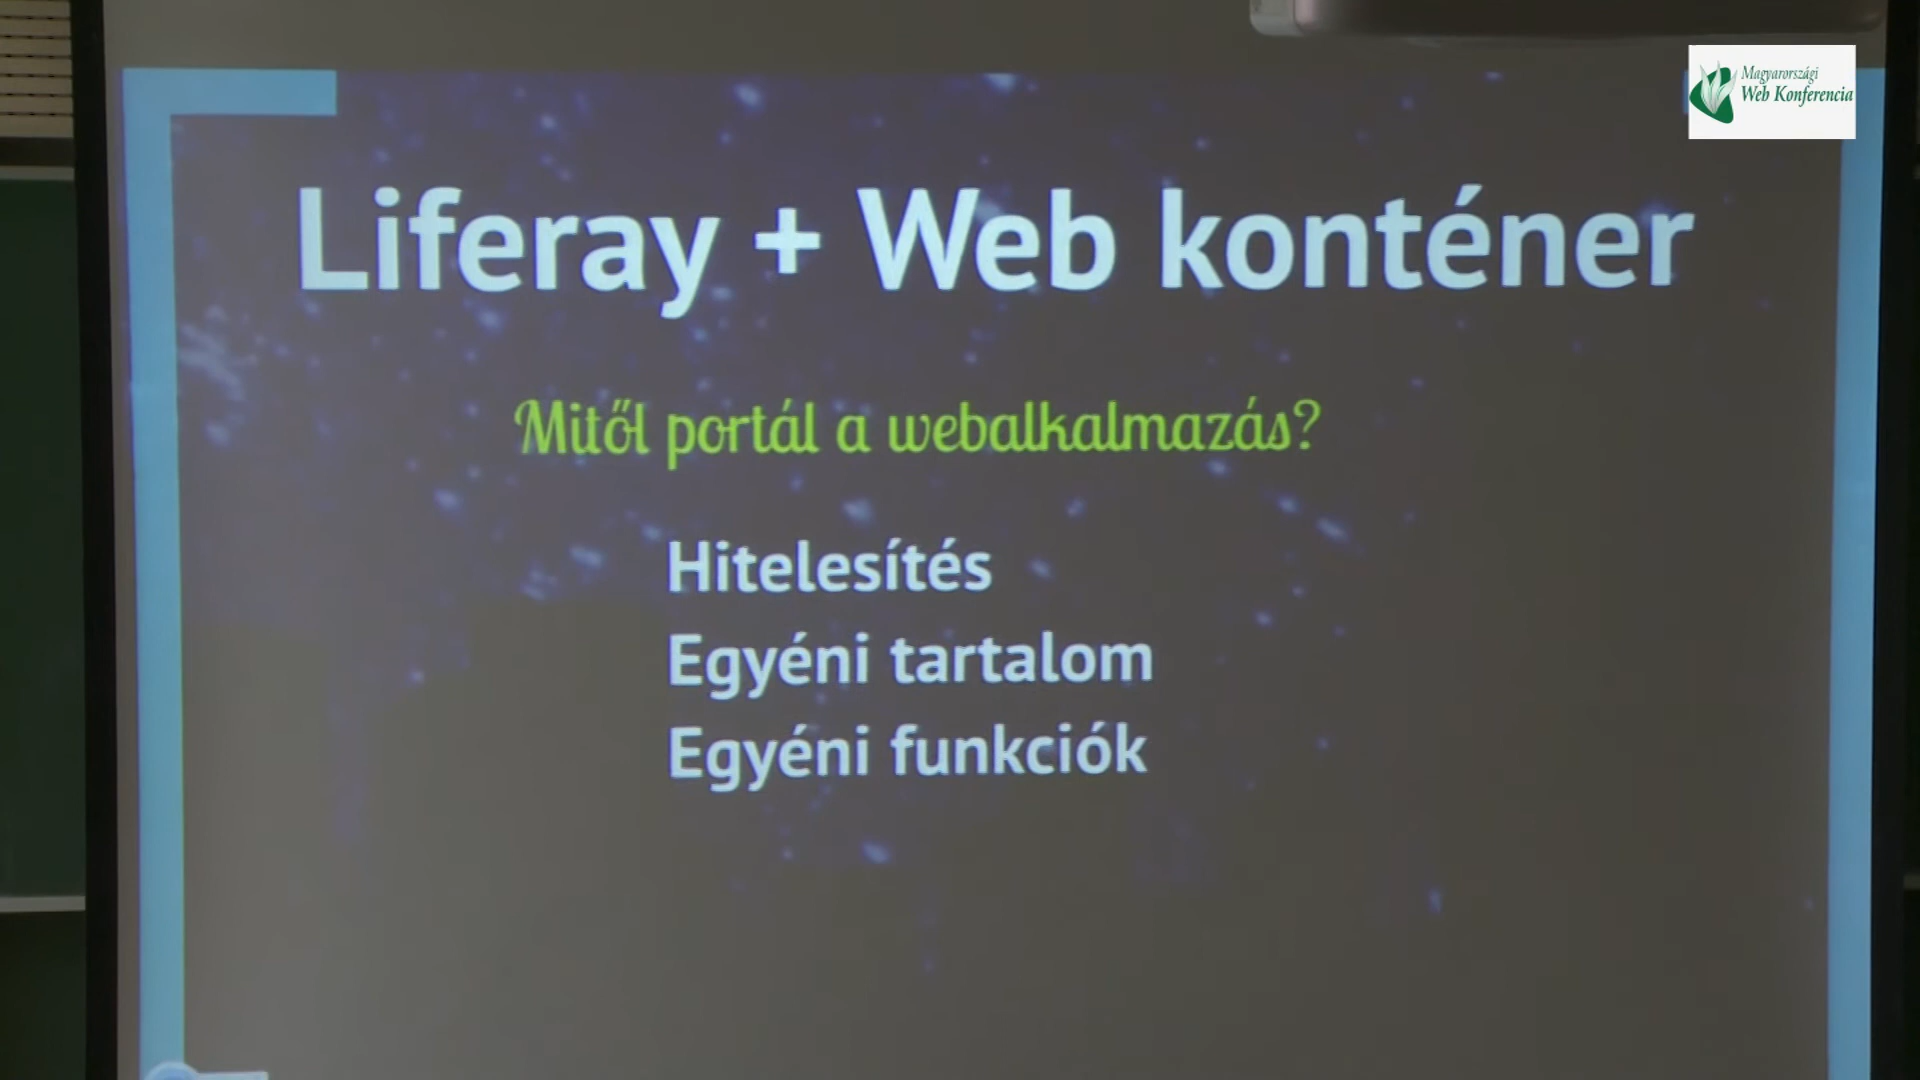 Magyarországi
Web Konferencia
Liferay + Web konténer
Mitől portál a webalkalmazás?
Hitelesítés
Egyéni tartalom
Egyéni funkciók